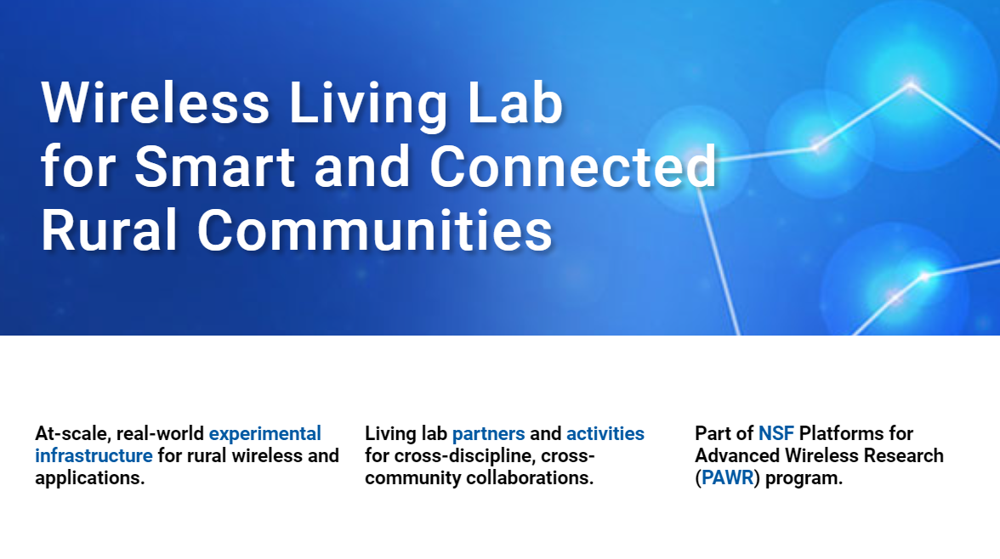 Wireless Living Lab
for Smart and Connected
Rural Communities
At-scale, real-world experimental
infrastructure for rural wireless and
applications.
Living lab partners and activities
for cross-discipline, cross-
community collaborations.
Part of NSF Platforms for
Advanced Wireless Research
(PAWR) program.